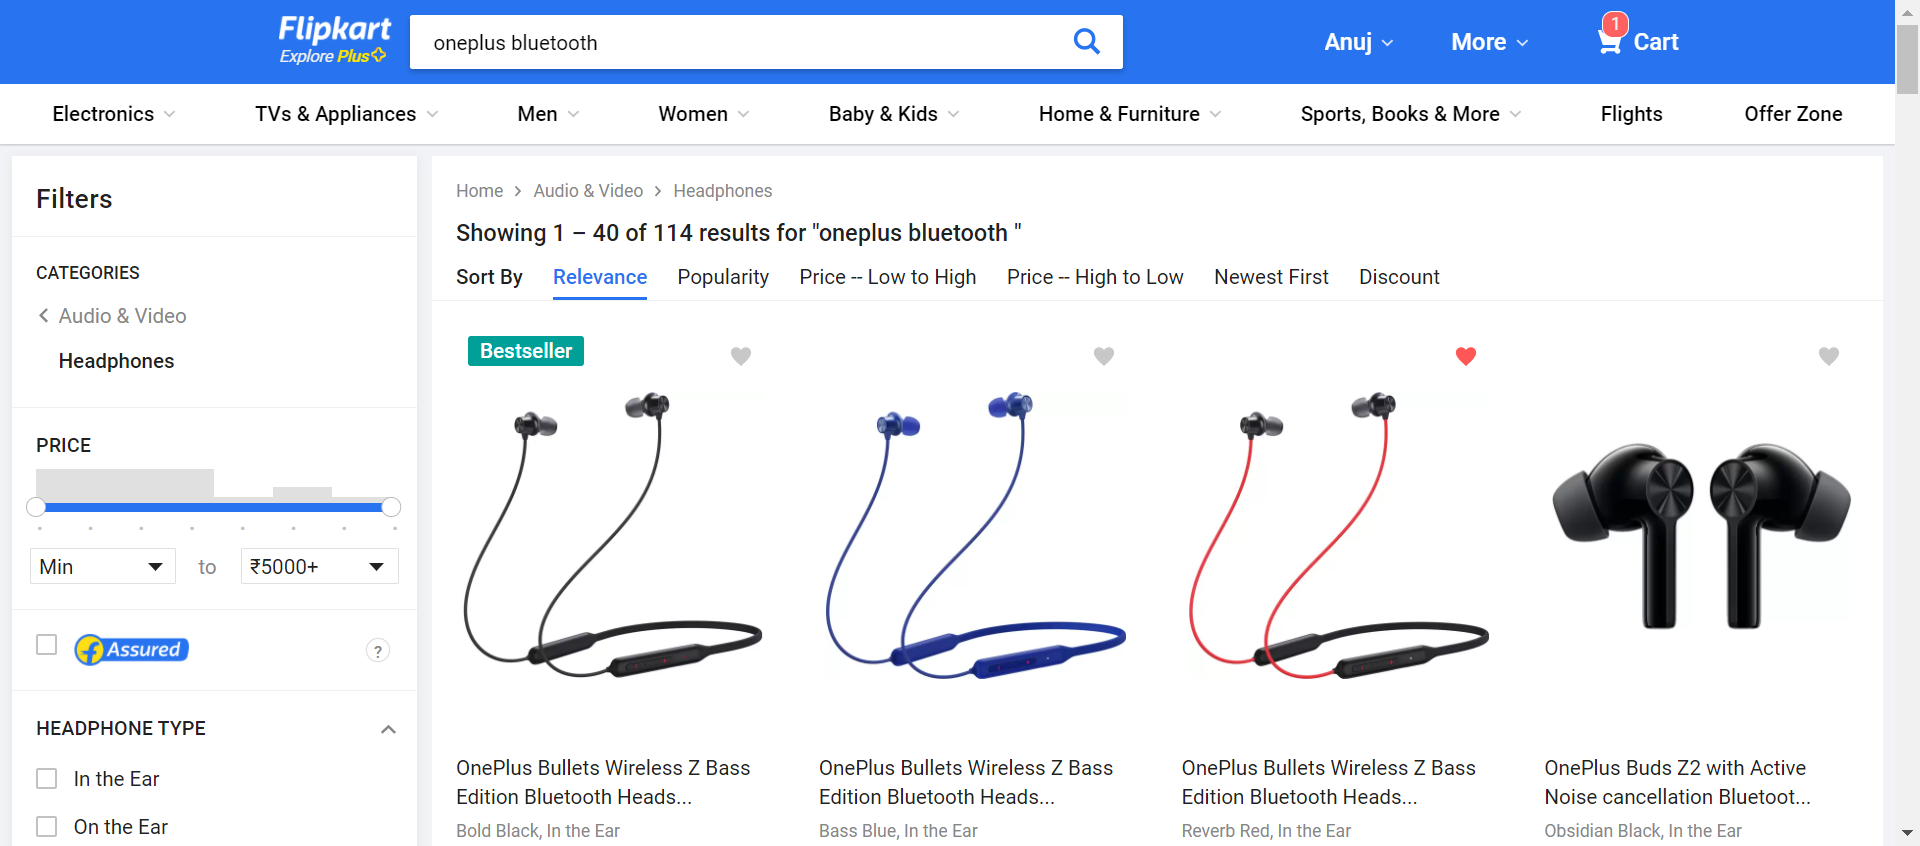 Flipkart
Explore Plus
oneplus bluetooth
Anuj
More
1
Cart
Electronics
TVs & Appliances
Men
Women
Baby & Kids
Home & Furniture
Sports, Books & More
Flights
Offer Zone
Filters
CATEGORIES
Audio & Video
Headphones
PRICE
Min
to
₹5000+
Assured
?
HEADPHONE TYPE
In the Ear
On the Ear
Home > Audio & Video > Headphones
Showing 1 – 40 of 114 results for "oneplus bluetooth "
Sort By
Relevance
Popularity
Price -- Low to High
Price -- High to Low
Newest First
Discount
Bestseller
OnePlus Bullets Wireless Z Bass
Edition Bluetooth Heads...
Bold Black, In the Ear
OnePlus Bullets Wireless Z Bass
Edition Bluetooth Heads...
Bass Blue, In the Ear
OnePlus Bullets Wireless Z Bass
Edition Bluetooth Heads...
Reverb Red, In the Ear
OnePlus Buds Z2 with Active
Noise cancellation Bluetoot...
Obsidian Black, In the Ear